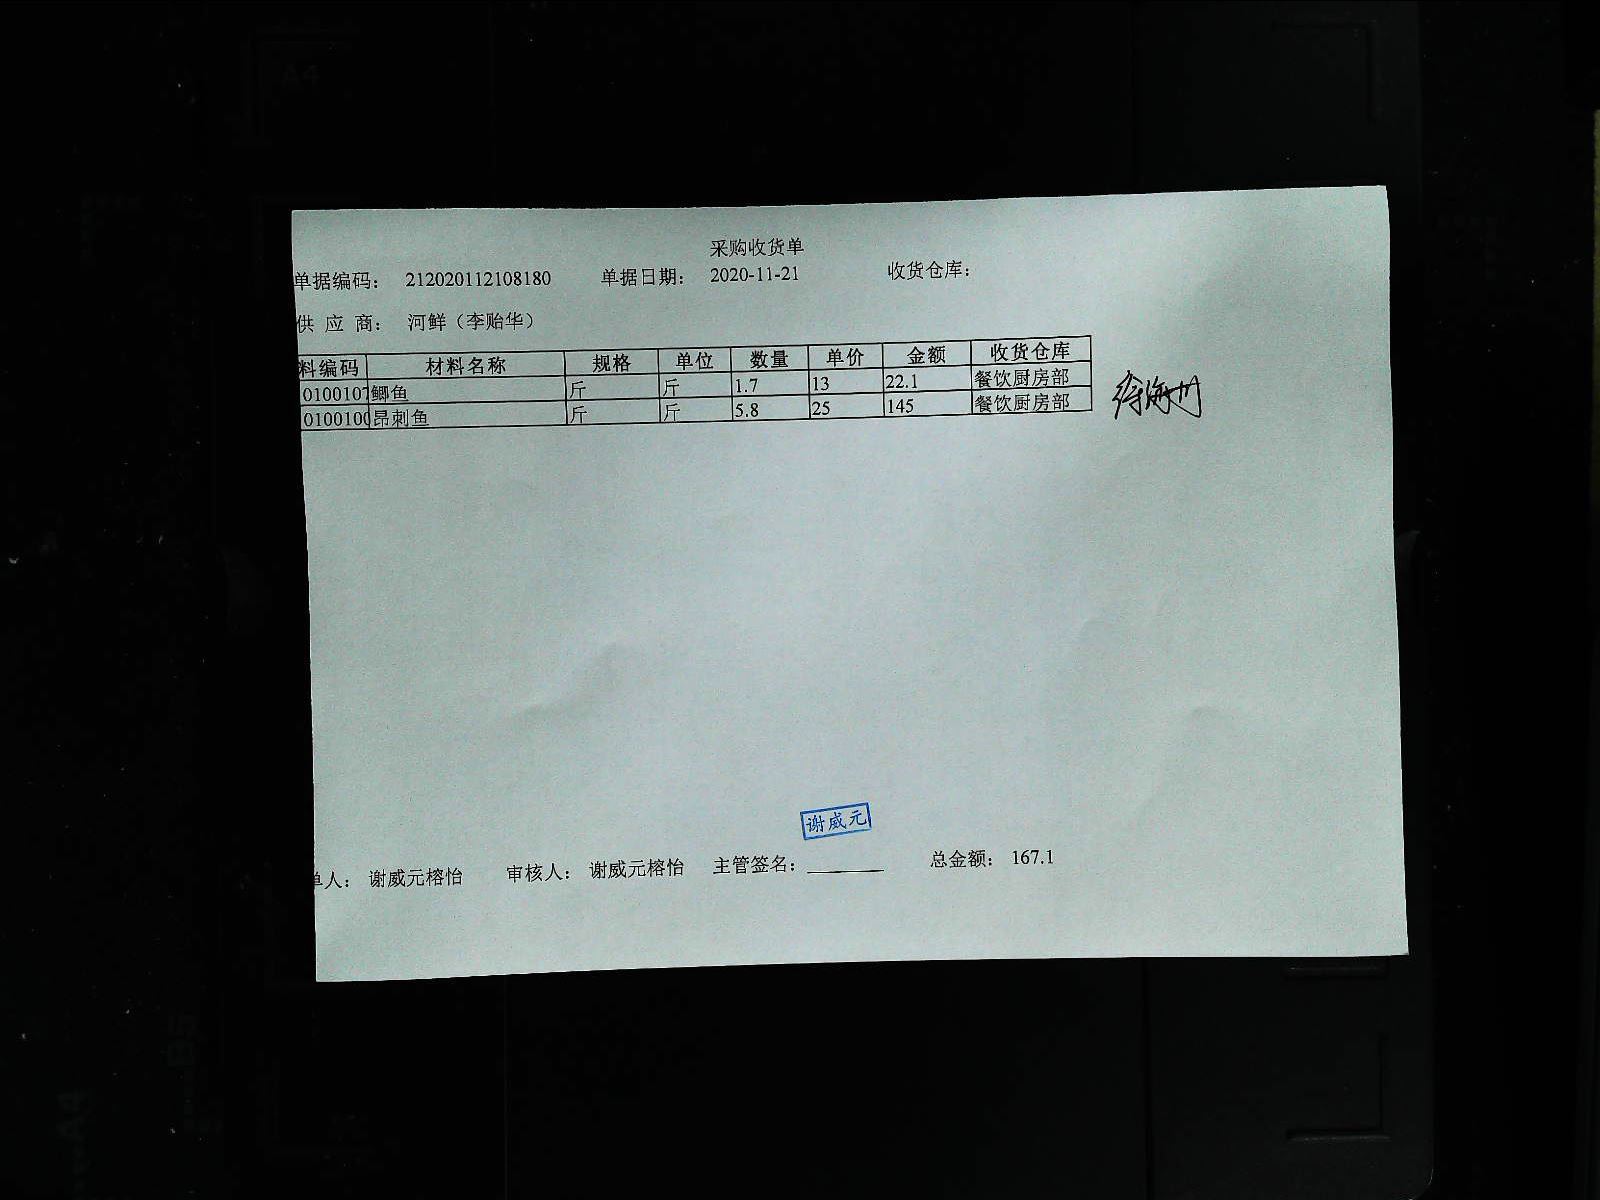 采购收货单
单据编码： 212020112108180 单据日期： 2020-11-21 收货仓库：
供 应 商： 河鲜（李贻华）
料编码 材料名称 规格 单位 数量 单价 金额 收货仓库
0100107 鲫鱼 斤 斤 1.7 13 22.1 餐饮厨房部
0100100 昂刺鱼 斤 斤 5.8 25 145 餐饮厨房部
谢威元
单人： 谢威元榕怡 审核人： 谢威元榕怡 主管签名： 总金额： 167.1